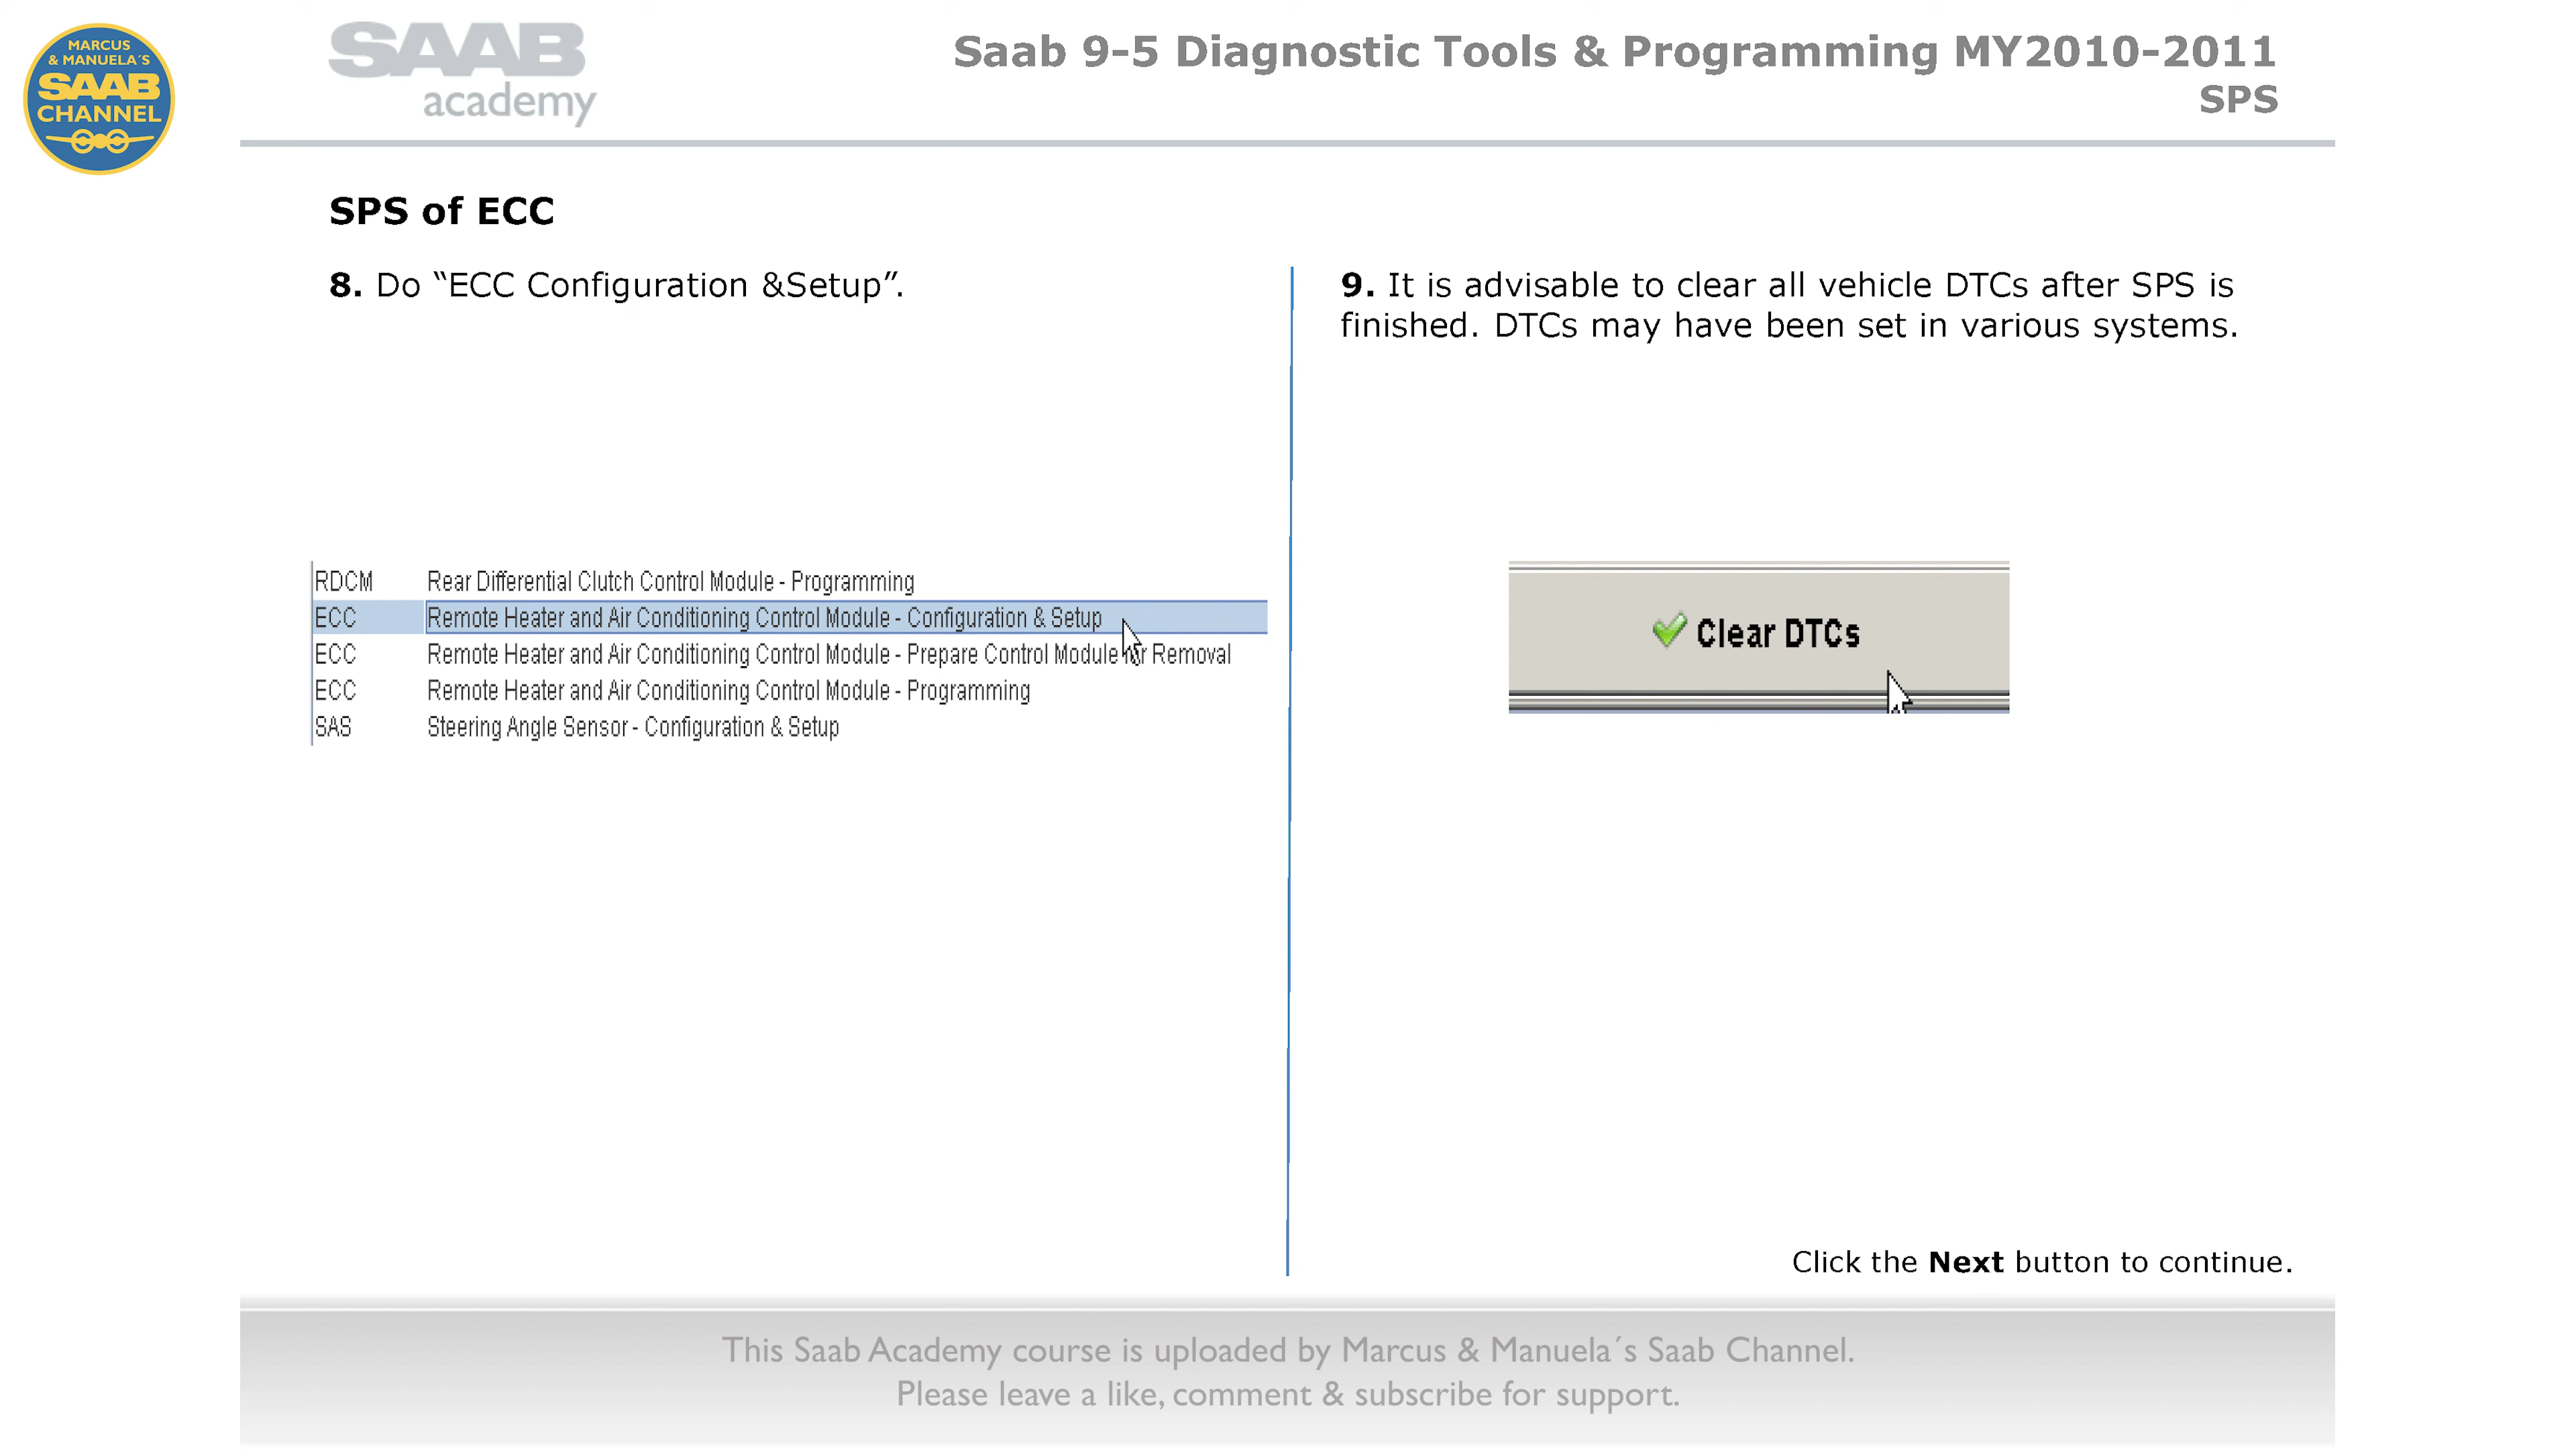 MARCUS
& MANUELA´S
SAAB
CHANNEL
SAAB
academy
Saab 9-5 Diagnostic Tools & Programming MY2010-2011
SPS
SPS of ECC
8. Do “ECC Configuration &Setup”.
RDCM Rear Differential Clutch Control Module - Programming
ECC Remote Heater and Air Conditioning Control Module - Configuration & Setup
ECC Remote Heater and Air Conditioning Control Module - Prepare Control Module Removal
ECC Remote Heater and Air Conditioning Control Module - Programming
SAS Steering Angle Sensor - Configuration & Setup
9. It is advisable to clear all vehicle DTCs after SPS is
finished. DTCs may have been set in various systems.
Clear DTCs
Click the Next button to continue.
This Saab Academy course is uploaded by Marcus & Manuela´s Saab Channel.
Please leave a like, comment & subscribe for support.